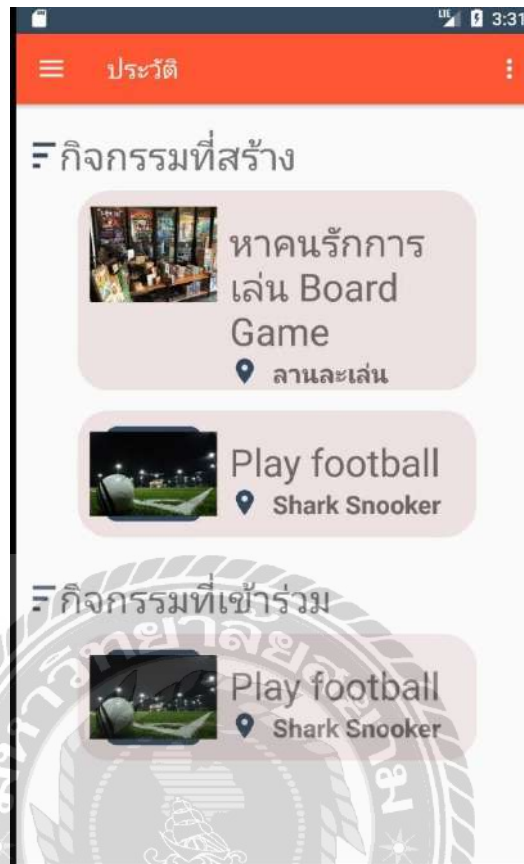 LTE 3:31
ประวัติ
กิจกรรมที่สร้าง
หาคนรักการ
เล่น Board
Game
ลานละเล่น
Play football
Shark Snooker
กิจกรรมที่เข้าร่วม
Play football
Shark Snooker